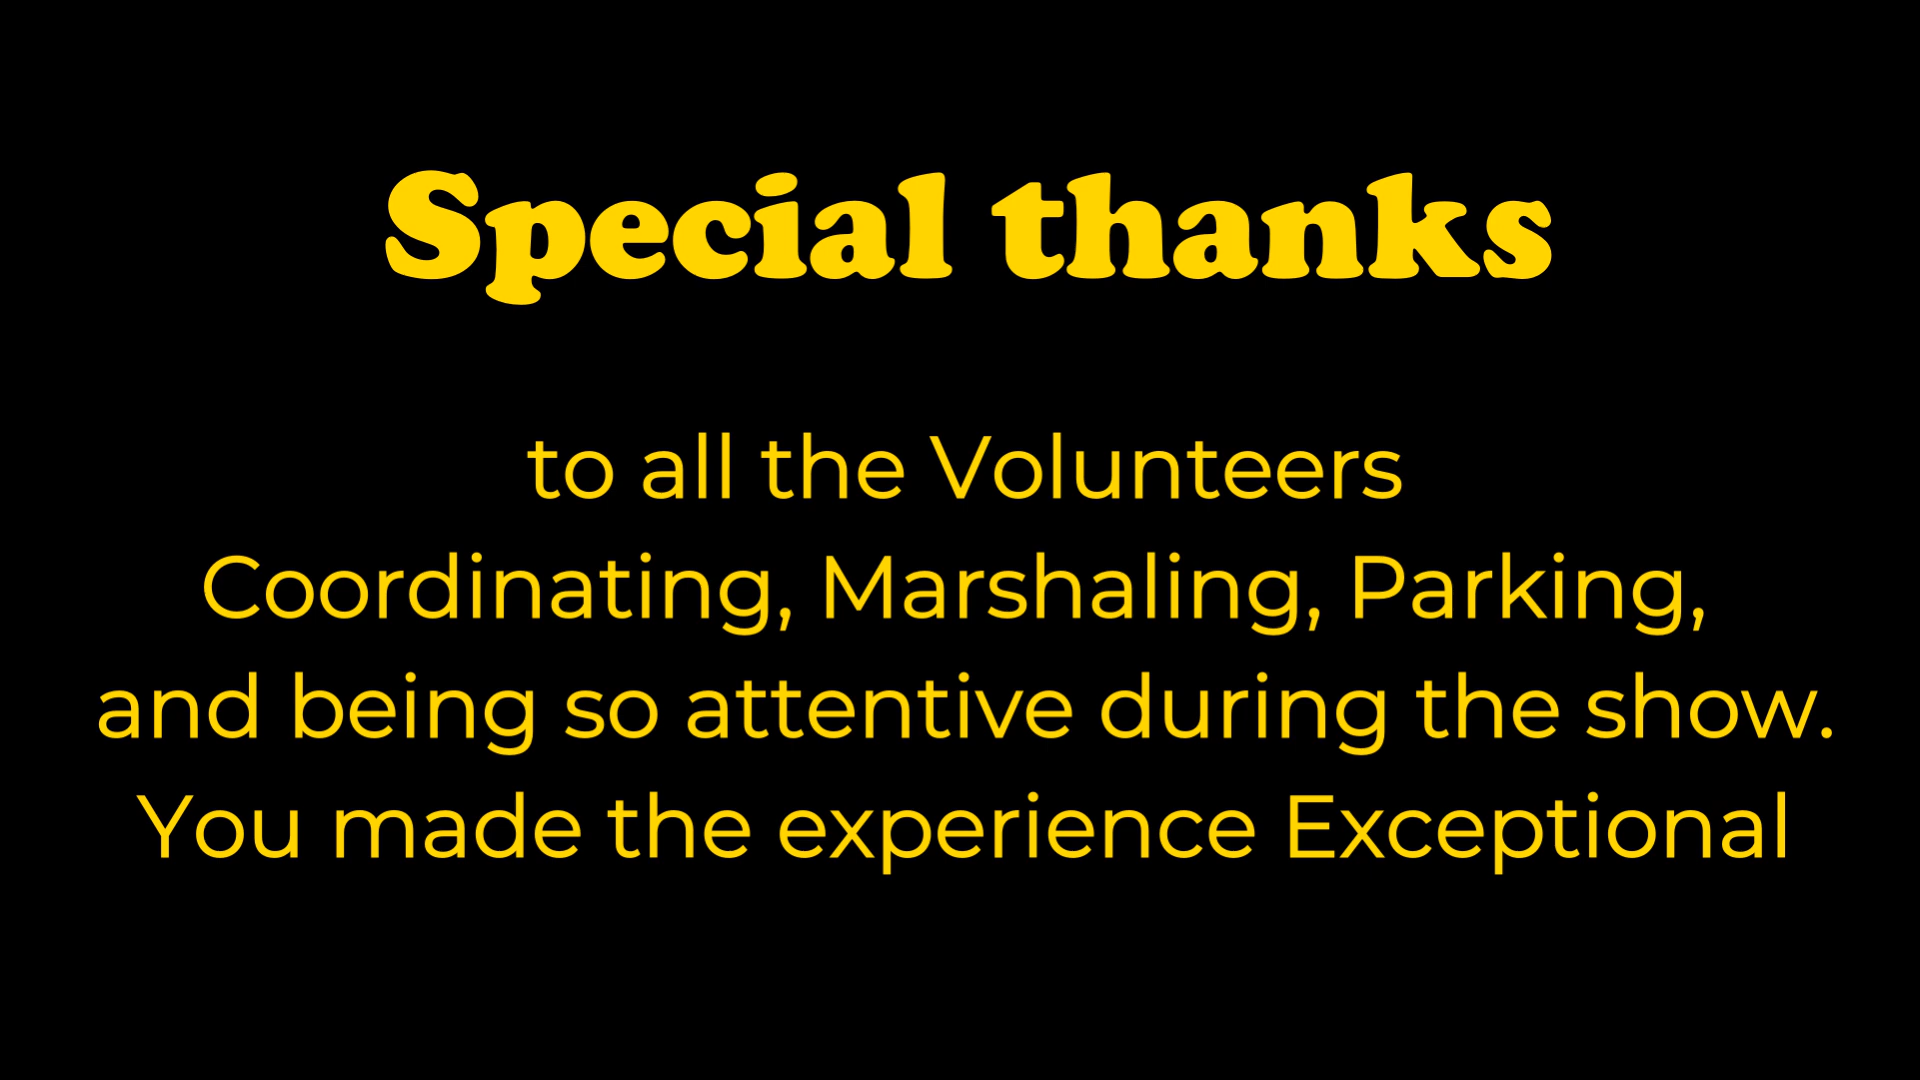 Special thanks
to all the Volunteers
Coordinating, Marshaling, Parking,
and being so attentive during the show.
You made the experience Exceptional